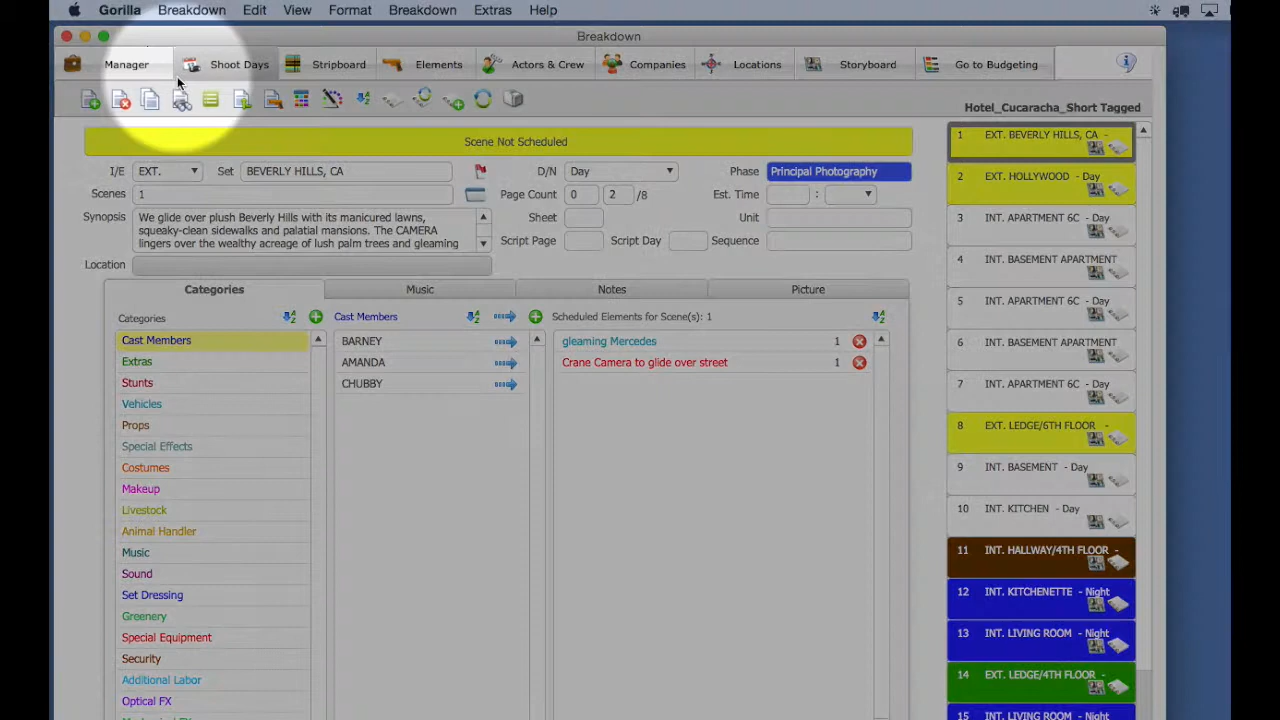 Gorilla Breakdown Edit View Format Breakdown Extras Help
Breakdown
Manager Shoot Days Stripboard Elements Actors & Crew Companies Locations Storyboard Go to Budgeting
Hotel_Cucaracha_Short Tagged
Scene Not Scheduled
I/E EXT. Set BEVERLY HILLS, CA D/N Day Phase Principal Photography
Scenes 1 Page Count 0 2 /8 Est. Time :
Synopsis We glide over plush Beverly Hills with its manicured lawns,
squeaky-clean sidewalks and palatial mansions. The CAMERA
lingers over the wealthy acreage of lush palm trees and gleaming
Sheet Unit
Script Page Script Day Sequence
Location
Categories Music Notes Picture
Categories Cast Members Scheduled Elements for Scene(s): 1
Cast Members
Extras
Stunts
Vehicles
Props
Special Effects
Costumes
Makeup
Livestock
Animal Handler
Music
Sound
Set Dressing
Greenery
Special Equipment
Security
Additional Labor
Optical FX
BARNEY
AMANDA
CHUBBY
gleaming Mercedes 1
Crane Camera to glide over street 1
1 EXT. BEVERLY HILLS, CA -
2 EXT. HOLLYWOOD - Day
3 INT. APARTMENT 6C - Day
4 INT. BASEMENT APARTMENT
5 INT. APARTMENT 6C - Day
6 INT. BASEMENT APARTMENT
7 INT. APARTMENT 6C - Day
8 EXT. LEDGE/6TH FLOOR -
9 INT. BASEMENT - Day
10 INT. KITCHEN - Day
11 INT. HALLWAY/4TH FLOOR -
12 INT. KITCHENETTE - Night
13 INT. LIVING ROOM - Night
14 EXT. LEDGE/4TH FLOOR -
15 INT. LIVING ROOM - Night